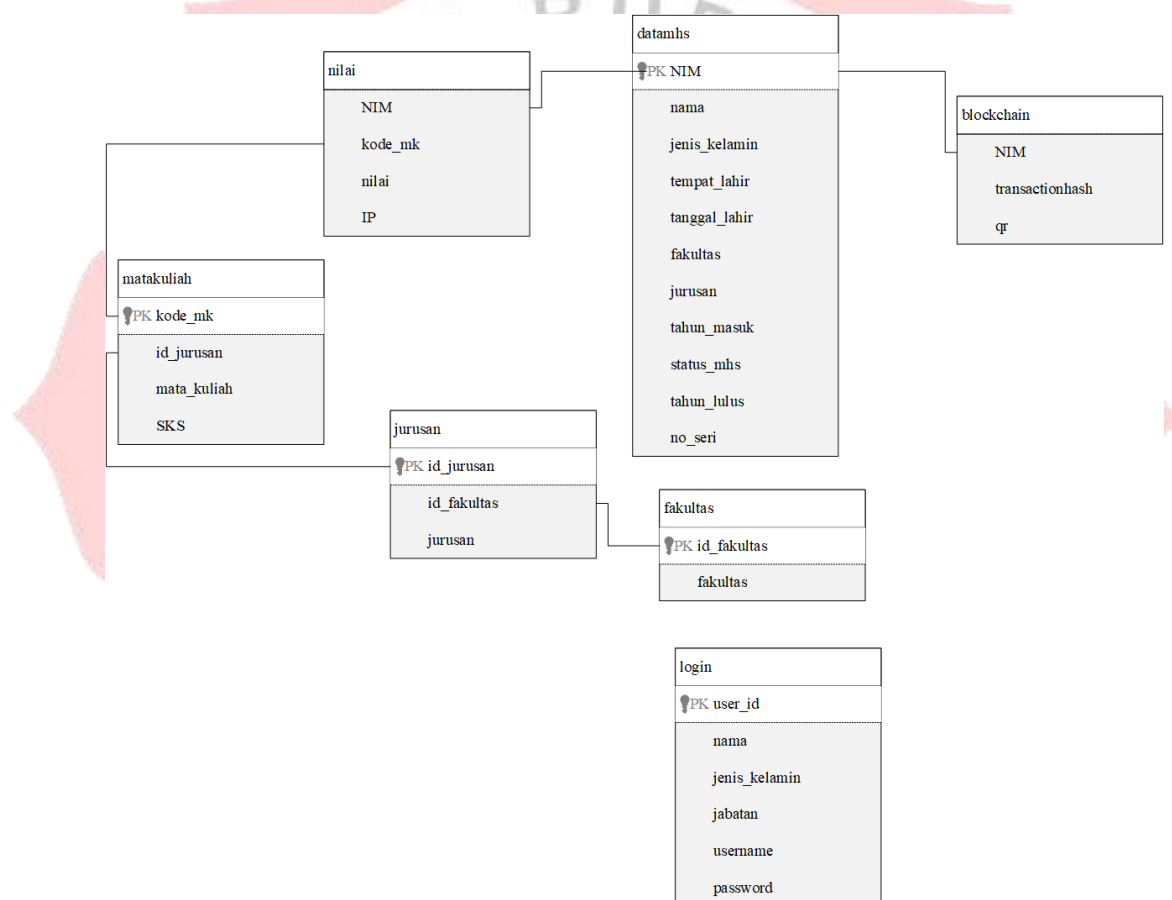 datamhs
PK NIM
nama
jenis_kelamin
tempat_lahir
tanggal_lahir
fakultas
jurusan
tahun_masuk
status_mhs
tahun_lulus
no_seri
nilai
NIM
kode_mk
nilai
IP
blockchain
NIM
transactionhash
qr
matakuliah
PK kode_mk
id_jurusan
mata_kuliah
SKS
jurusan
PK id_jurusan
id_fakultas
jurusan
fakultas
PK id_fakultas
fakultas
login
PK user_id
nama
jenis_kelamin
jabatan
username
password